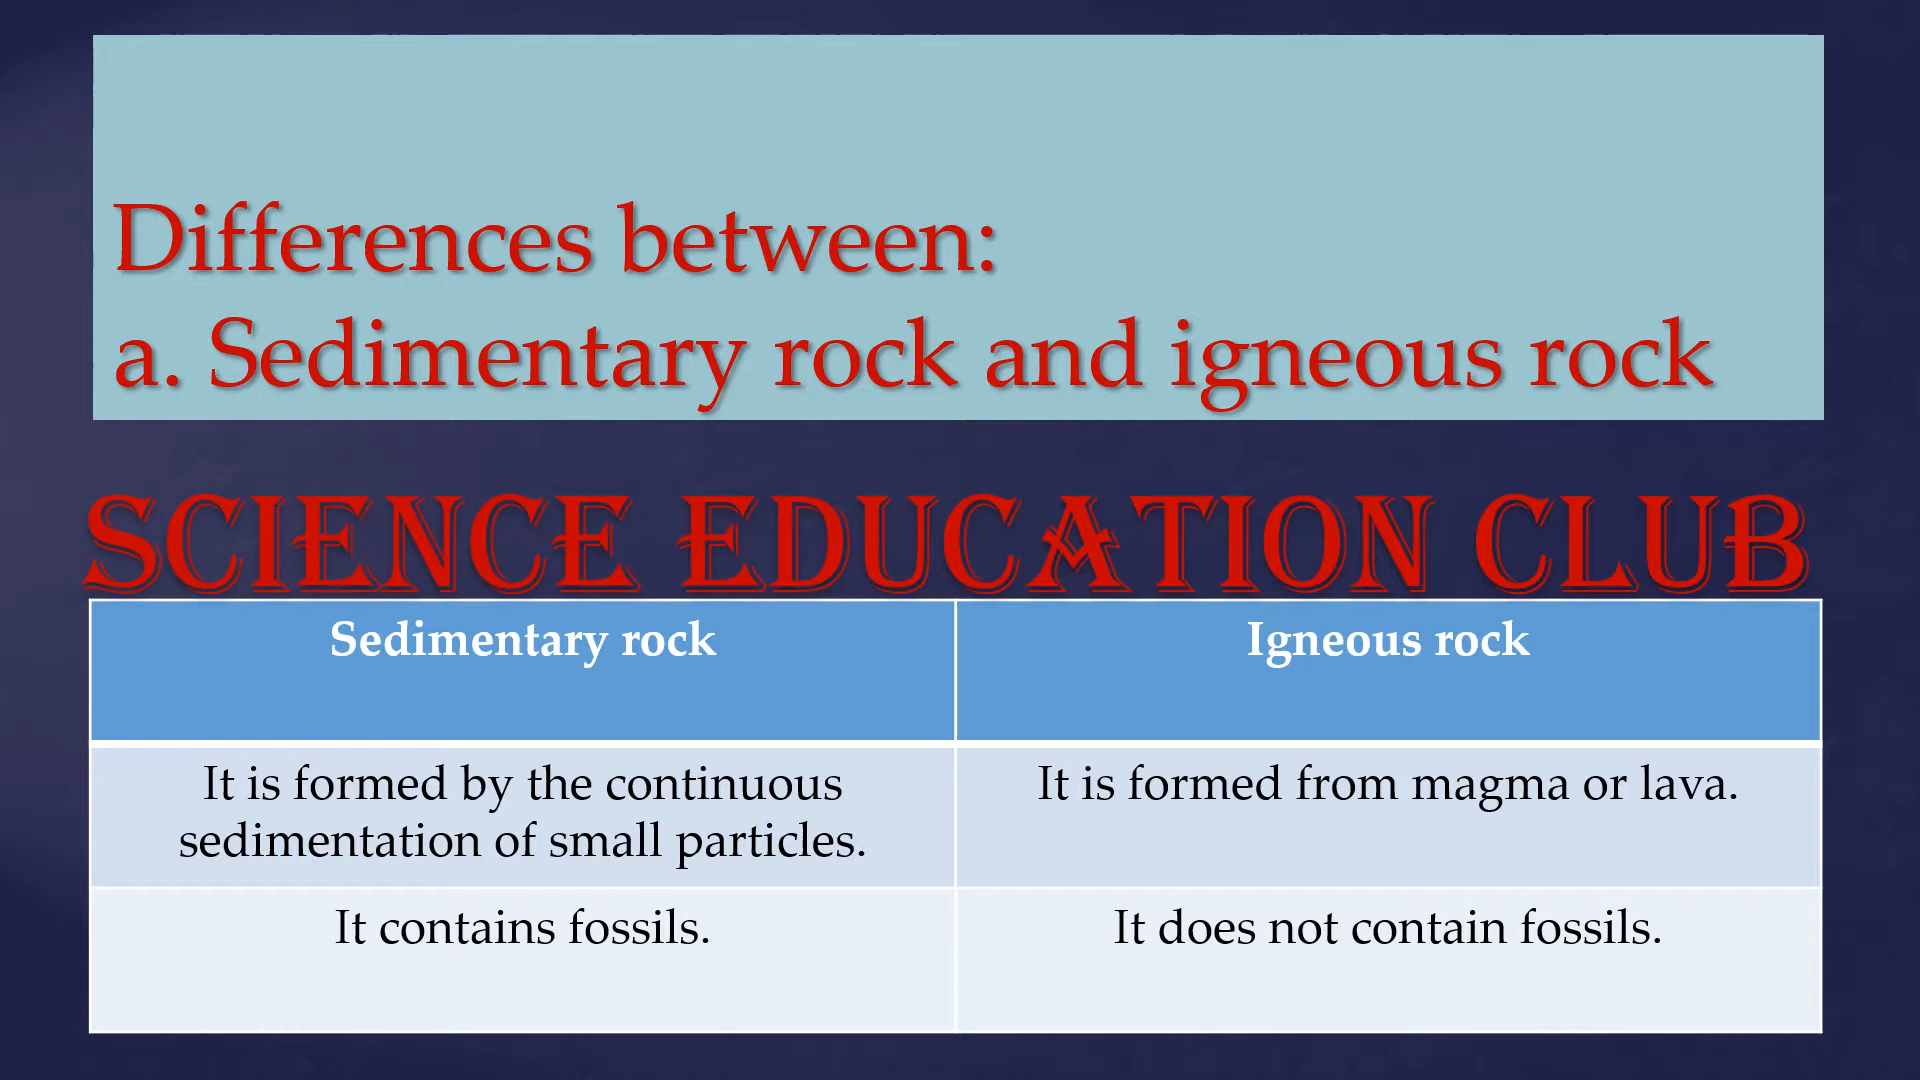 Differences between:
a. Sedimentary rock and igneous rock
SCIENCE EDUCATION CLUB
Sedimentary rock
Igneous rock
It is formed by the continuous
sedimentation of small particles.
It is formed from magma or lava.
It contains fossils.
It does not contain fossils.